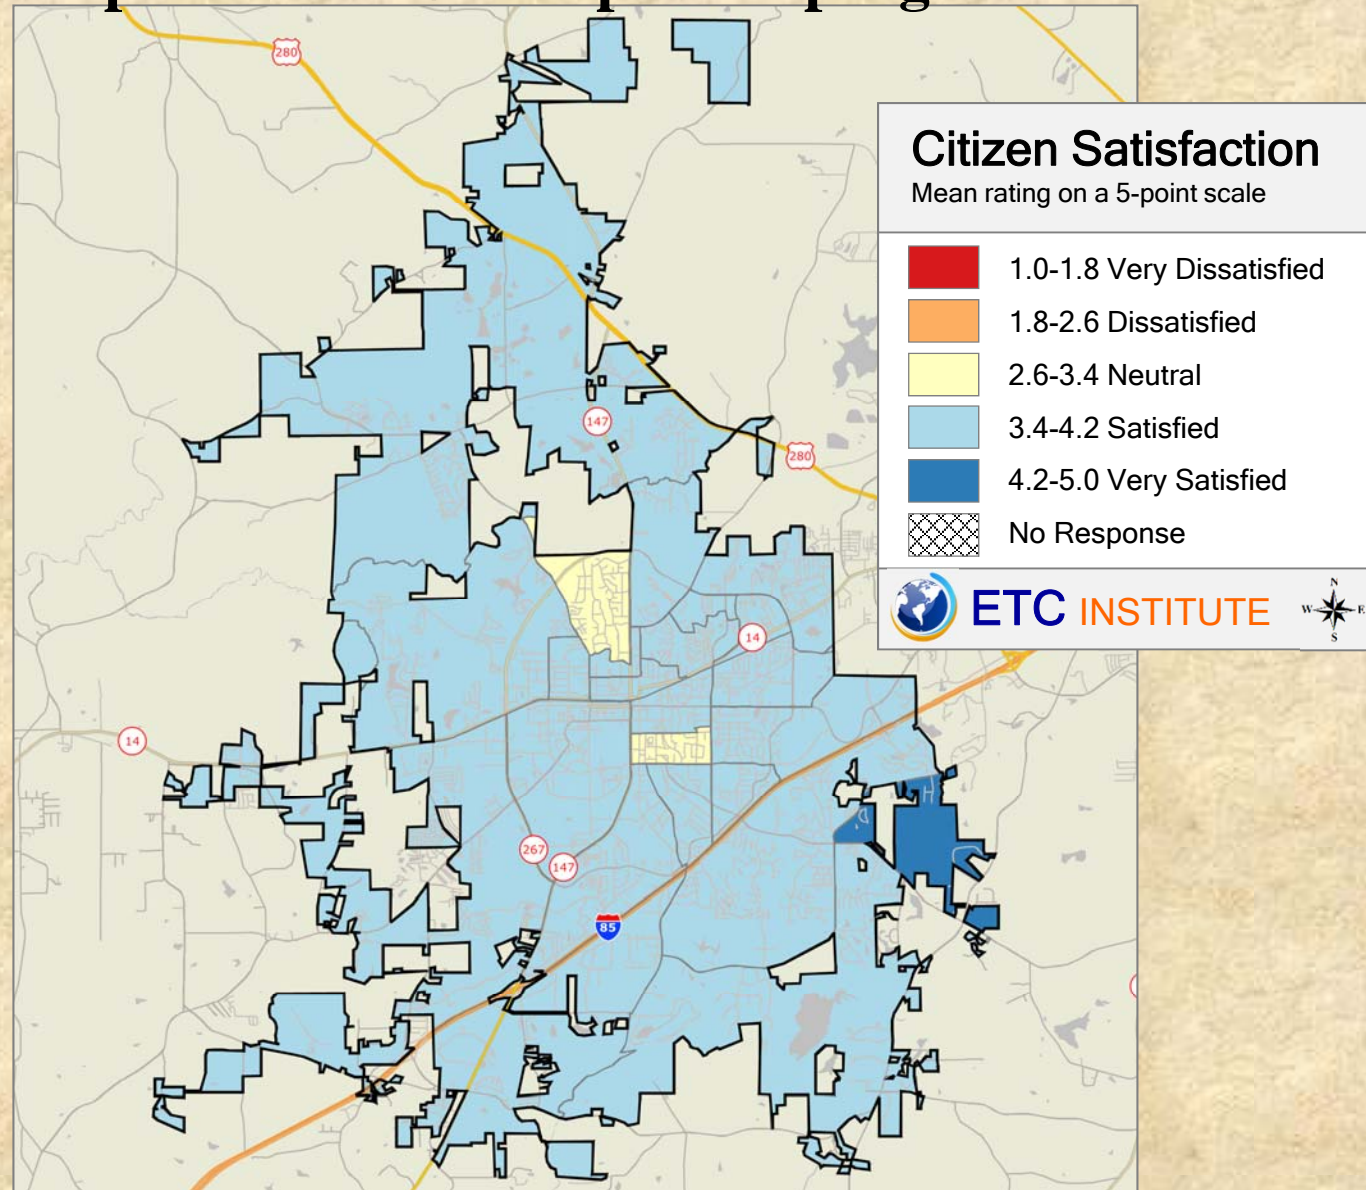 280
Citizen Satisfaction
Mean rating on a 5-point scale
1.0-1.8 Very Dissatisfied
1.8-2.6 Dissatisfied
2.6-3.4 Neutral
3.4-4.2 Satisfied
4.2-5.0 Very Satisfied
No Response
ETC INSTITUTE
N
W E
S
147
280
14
14
267
147
85